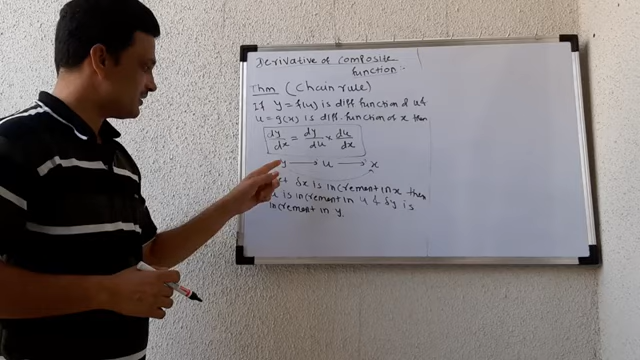 Derivative of composite
function :-
Thm (Chain rule)
If y = f(u) is diff function of u &
u = g(x) is diff. function of x then
dy/dx = dy/du × du/dx
y → u → x
δx is increment in x then
is increment in u & δy is
increment in y.